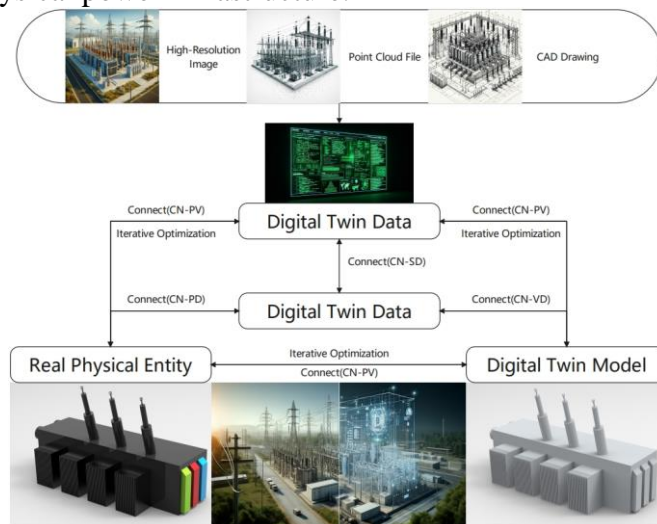 High-Resolution
Image
Point Cloud File
CAD Drawing
Digital Twin Data
Connect(CN-PV)
Iterative Optimization
Connect(CN-PV)
Iterative Optimization
Connect(CN-SD)
Connect(CN-PD)
Digital Twin Data
Connect(CN-VD)
Real Physical Entity
Iterative Optimization
Connect(CN-PV)
Digital Twin Model